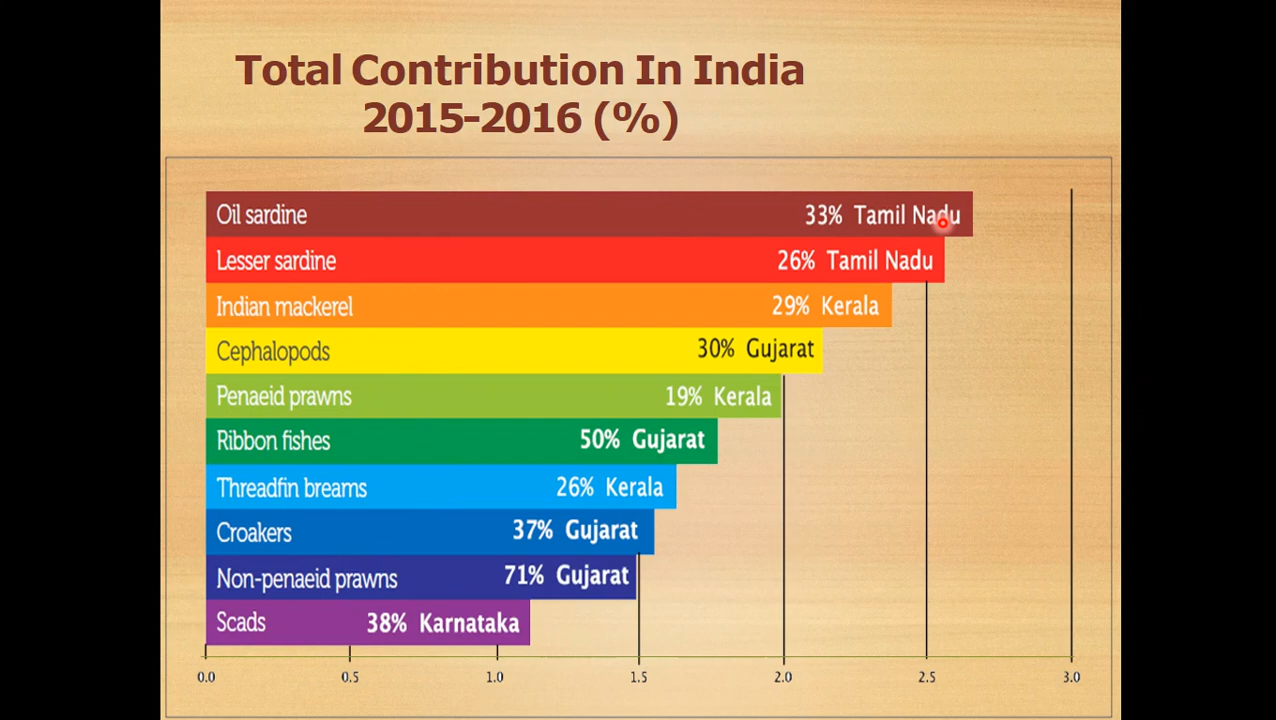 Total Contribution In India
2015-2016 (%)
Oil sardine 33% Tamil Nadu
Lesser sardine 26% Tamil Nadu
Indian mackerel 29% Kerala
Cephalopods 30% Gujarat
Penaeid prawns 19% Kerala
Ribbon fishes 50% Gujarat
Threadfin breams 26% Kerala
Croakers 37% Gujarat
Non-penaeid prawns 71% Gujarat
Scads 38% Karnataka
0.0 0.5 1.0 1.5 2.0 2.5 3.0